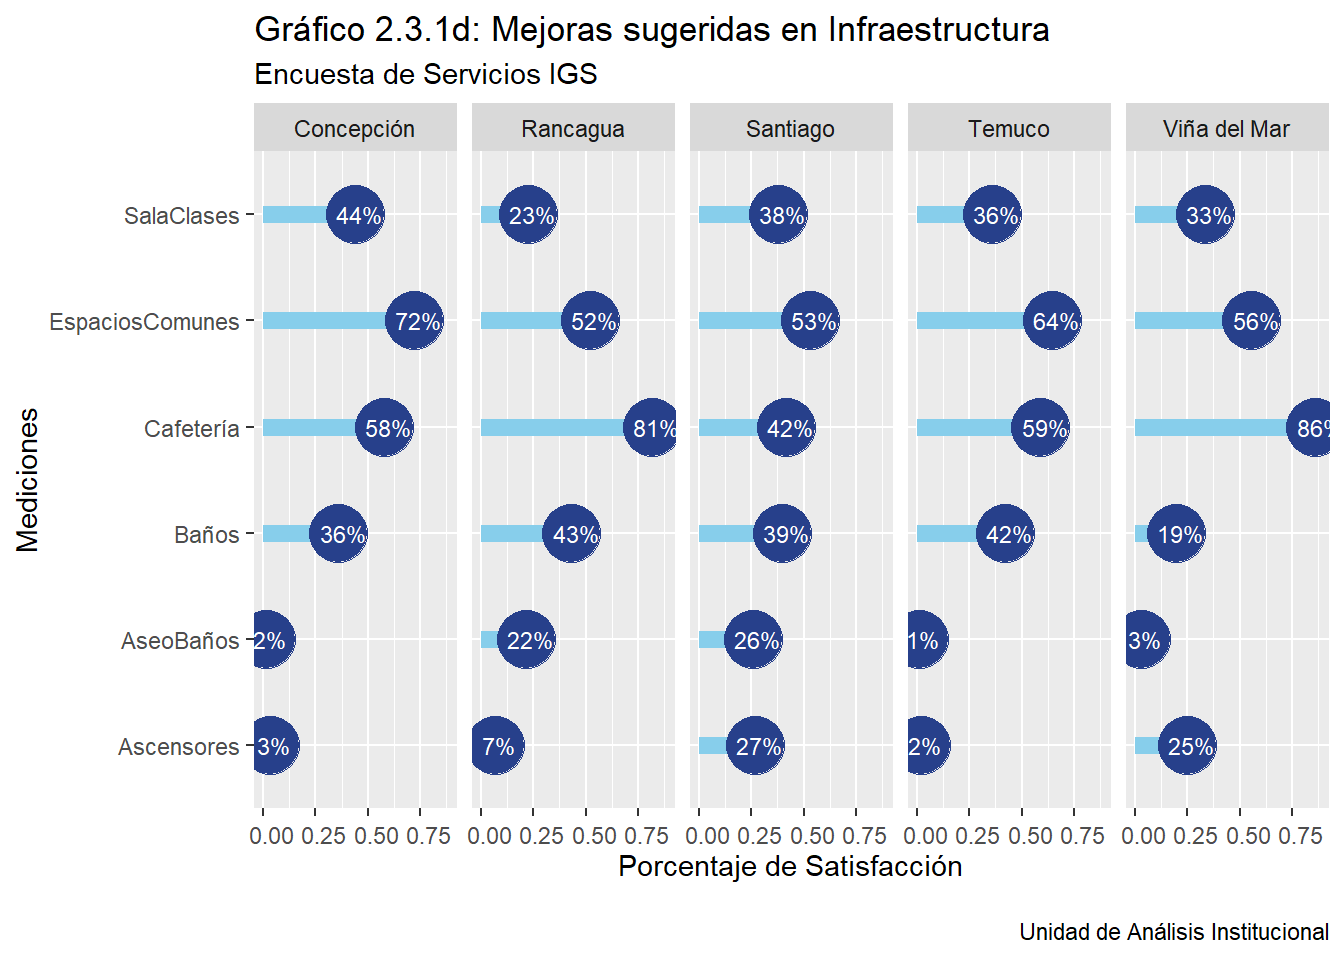 Gráfico 2.3.1d: Mejoras sugeridas en Infraestructura
Encuesta de Servicios IGS
Concepción Rancagua Santiago Temuco Viña del Mar
SalaClases 44% 23% 38% 36% 33%
EspaciosComunes 72% 52% 53% 64% 56%
Cafetería 58% 81% 42% 59% 86%
Baños 36% 43% 39% 42% 19%
AseoBaños 2% 22% 26% 1% 3%
Ascensores 3% 7% 27% 2% 25%
Mediciones
0.00 0.25 0.50 0.75 0.00 0.25 0.50 0.75 0.00 0.25 0.50 0.75 0.00 0.25 0.50 0.75 0.00 0.25 0.50 0.75
Porcentaje de Satisfacción
Unidad de Análisis Institucional